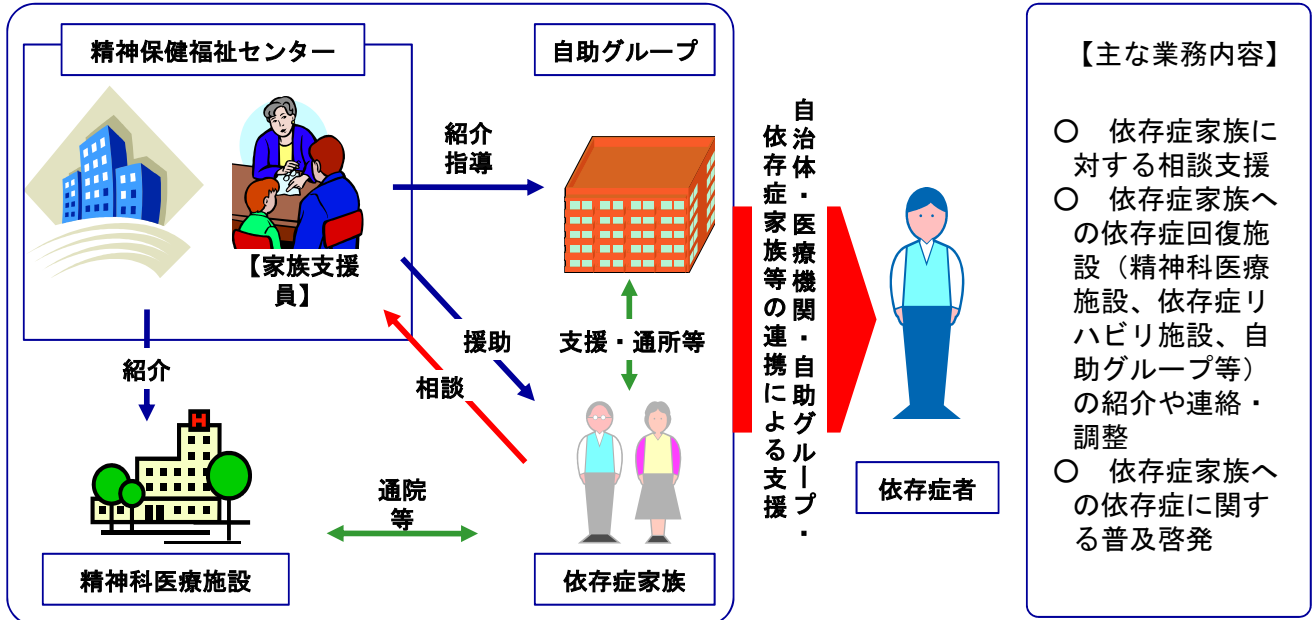 精神保健福祉センター
自助グループ
【家族支援
員】
紹介
指導
援助
相談
支援・通所等
紹介
通院
等
精神科医療施設
依存症家族
自治体・医療機関・自助グループ・
依存症家族等の連携による支援
依存症者
【主な業務内容】
○　依存症家族に
対する相談支援
○　依存症家族へ
の依存症回復施
設（精神科医療
施設、依存症リ
ハビリ施設、自
助グループ等）
の紹介や連絡・
調整
○　依存症家族へ
の依存症に関す
る普及啓発
H